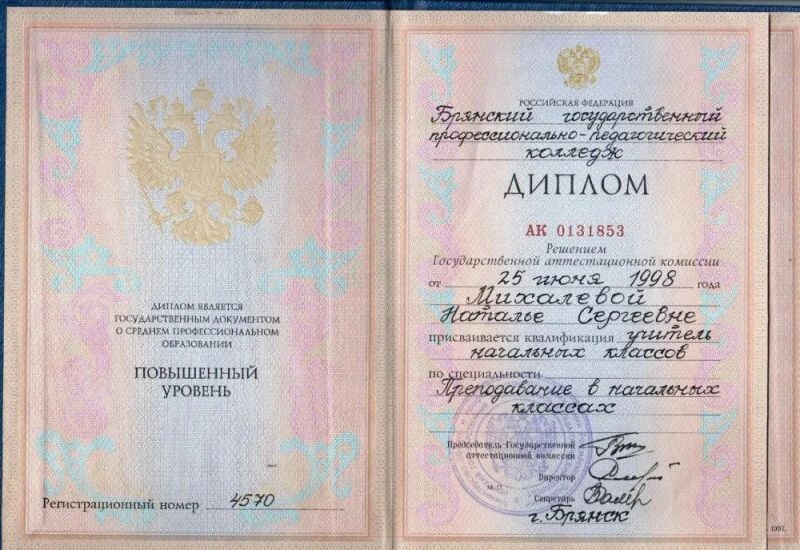 ДИПЛОМ ЯВЛЯЕТСЯ
ГОСУДАРСТВЕННЫМ ДОКУМЕНТОМ
О СРЕДНЕМ ПРОФЕССИОНАЛЬНОМ
ОБРАЗОВАНИИ
ПОВЫШЕННЫЙ
УРОВЕНЬ
Регистрационный номер 4570
РОССИЙСКАЯ ФЕДЕРАЦИЯ
Брянский государственный
профессионально-педагогический
колледж
ДИПЛОМ
АК 0131853
Решением
Государственной аттестационной комиссии
от 25 июня 1998 года
Михалевой
Наталье Сергеевне
присваивается квалификация учитель
начальных классов
по специальности
Преподавание в начальных
классах
Председатель Государственной
аттестационной комиссии
Директор
М.П.
Секретарь
г. Брянск
1997.